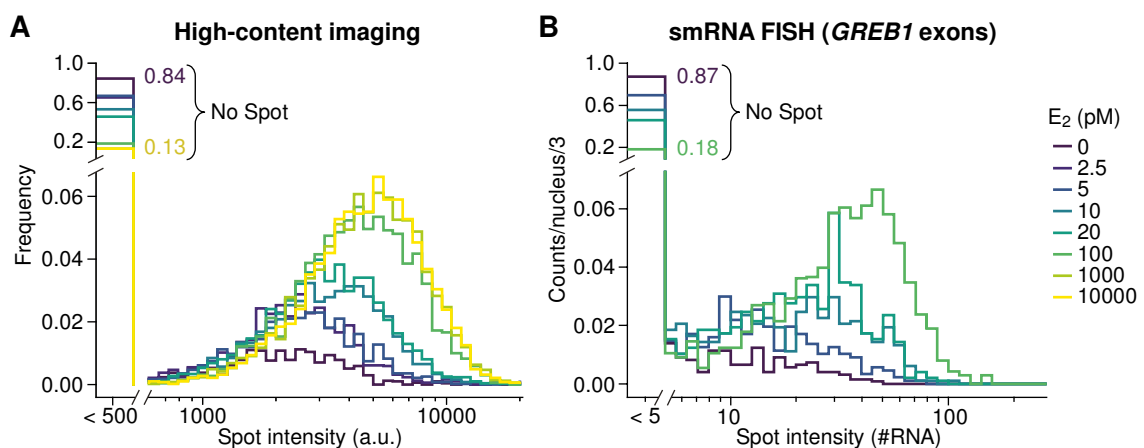 A
High-content imaging
1.0
0.6
0.2
0.84
0.13
No Spot
0.06
0.04
0.02
0.00
Frequency
< 500
1000
10000
Spot intensity (a.u.)
B
smRNA FISH (GREB1 exons)
1.0
0.6
0.2
0.87
0.18
No Spot
0.06
0.04
0.02
0.00
Counts/nucleus/3
< 5
10
100
Spot intensity (#RNA)
E₂ (pM)
0
2.5
5
10
20
100
1000
10000